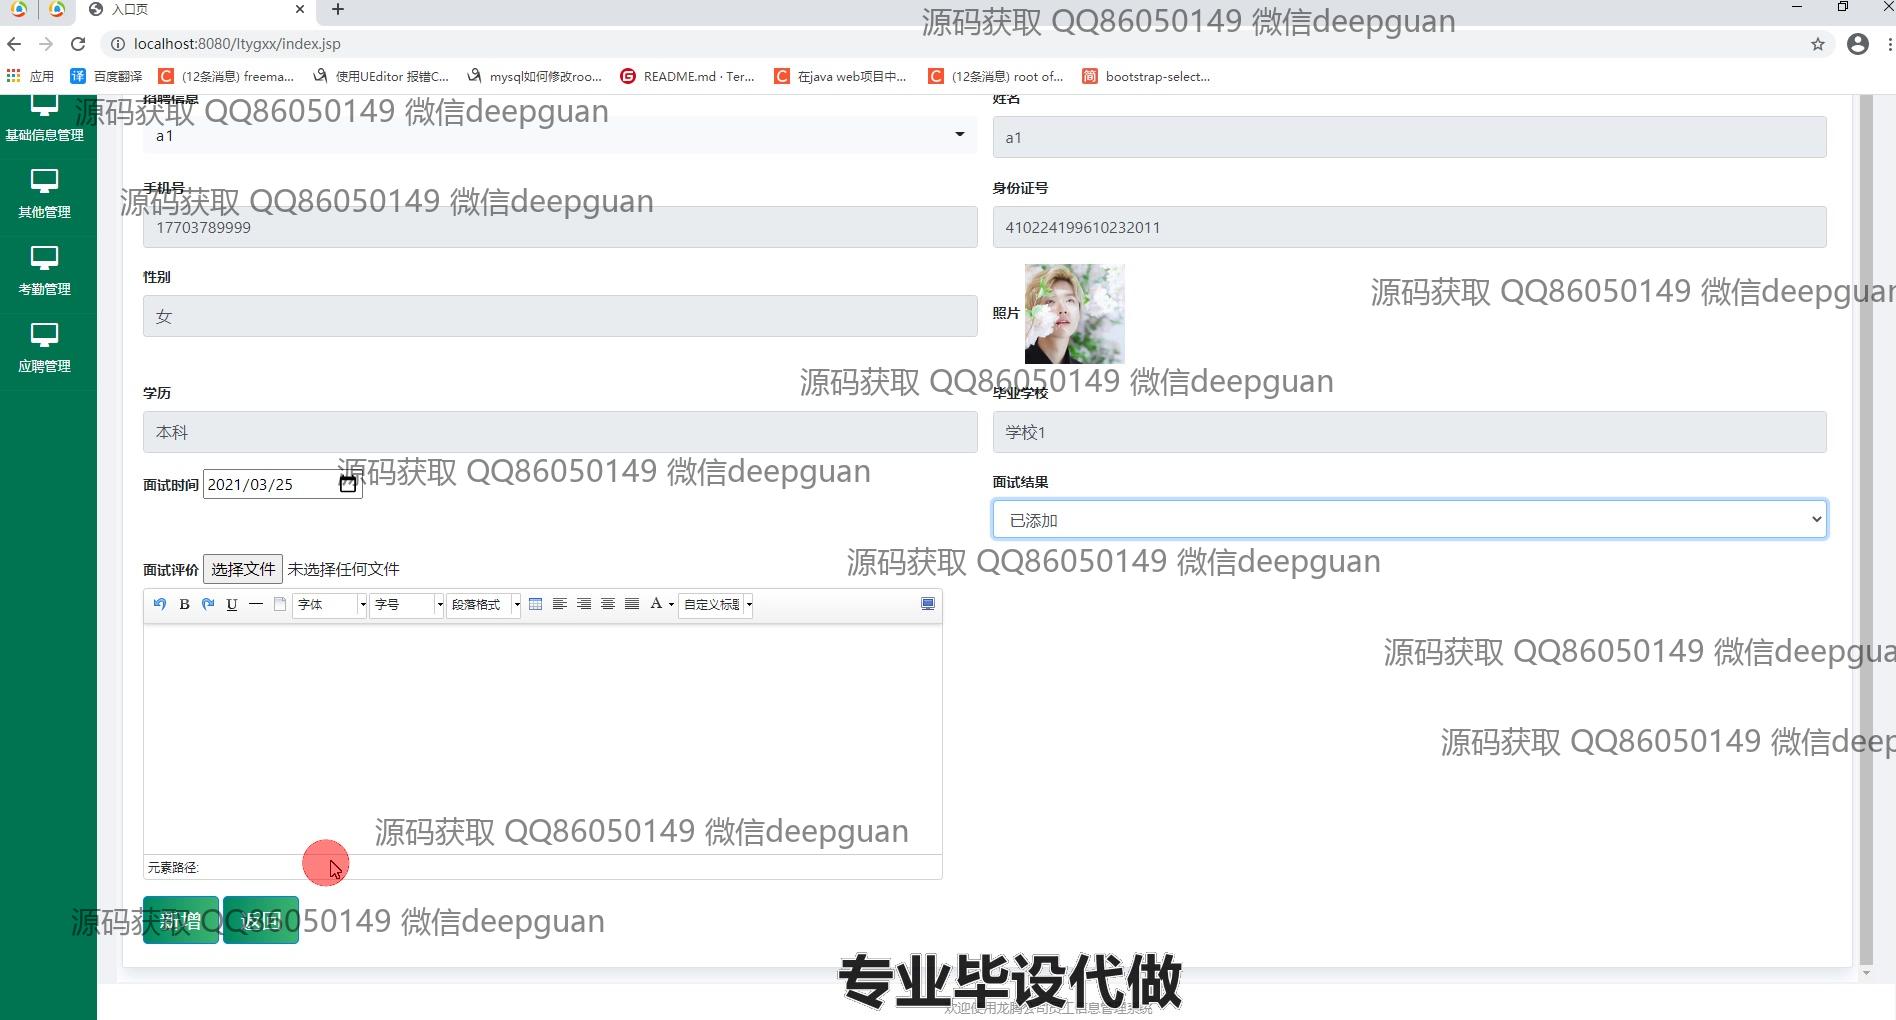 入口页
源码获取 QQ86050149 微信deepguan
localhost:8080/ltygxx/index.jsp
应用 百度翻译 (12条消息) freema... 使用UEditor 报错C... mysql如何修改roo... README.md · Ter... 在java web项目中... (12条消息) root of... bootstrap-select...
招聘信息 姓名
源码获取 QQ86050149 微信deepguan
基础信息管理 a1 a1
手机号 身份证号
源码获取 QQ86050149 微信deepguan
其他管理
17703789999 410224199610232011
性别
考勤管理
源码获取 QQ86050149 微信deepguan
女 照片
应聘管理
源码获取 QQ86050149 微信deepguan
学历 毕业学校
本科 学校1
源码获取 QQ86050149 微信deepguan
面试时间 2021/03/25 面试结果
已添加
源码获取 QQ86050149 微信deepgua
面试评价 选择文件 未选择任何文件
字体 字号 段落格式 自定义标题
源码获取 QQ86050149 微信deepgua
源码获取 QQ86050149 微信deep
源码获取 QQ86050149 微信deepguan
元素路径:
新增 返回
源码获取 QQ86050149 微信deepguan
专业毕设代做
欢迎使用龙腾公司员工信息管理系统